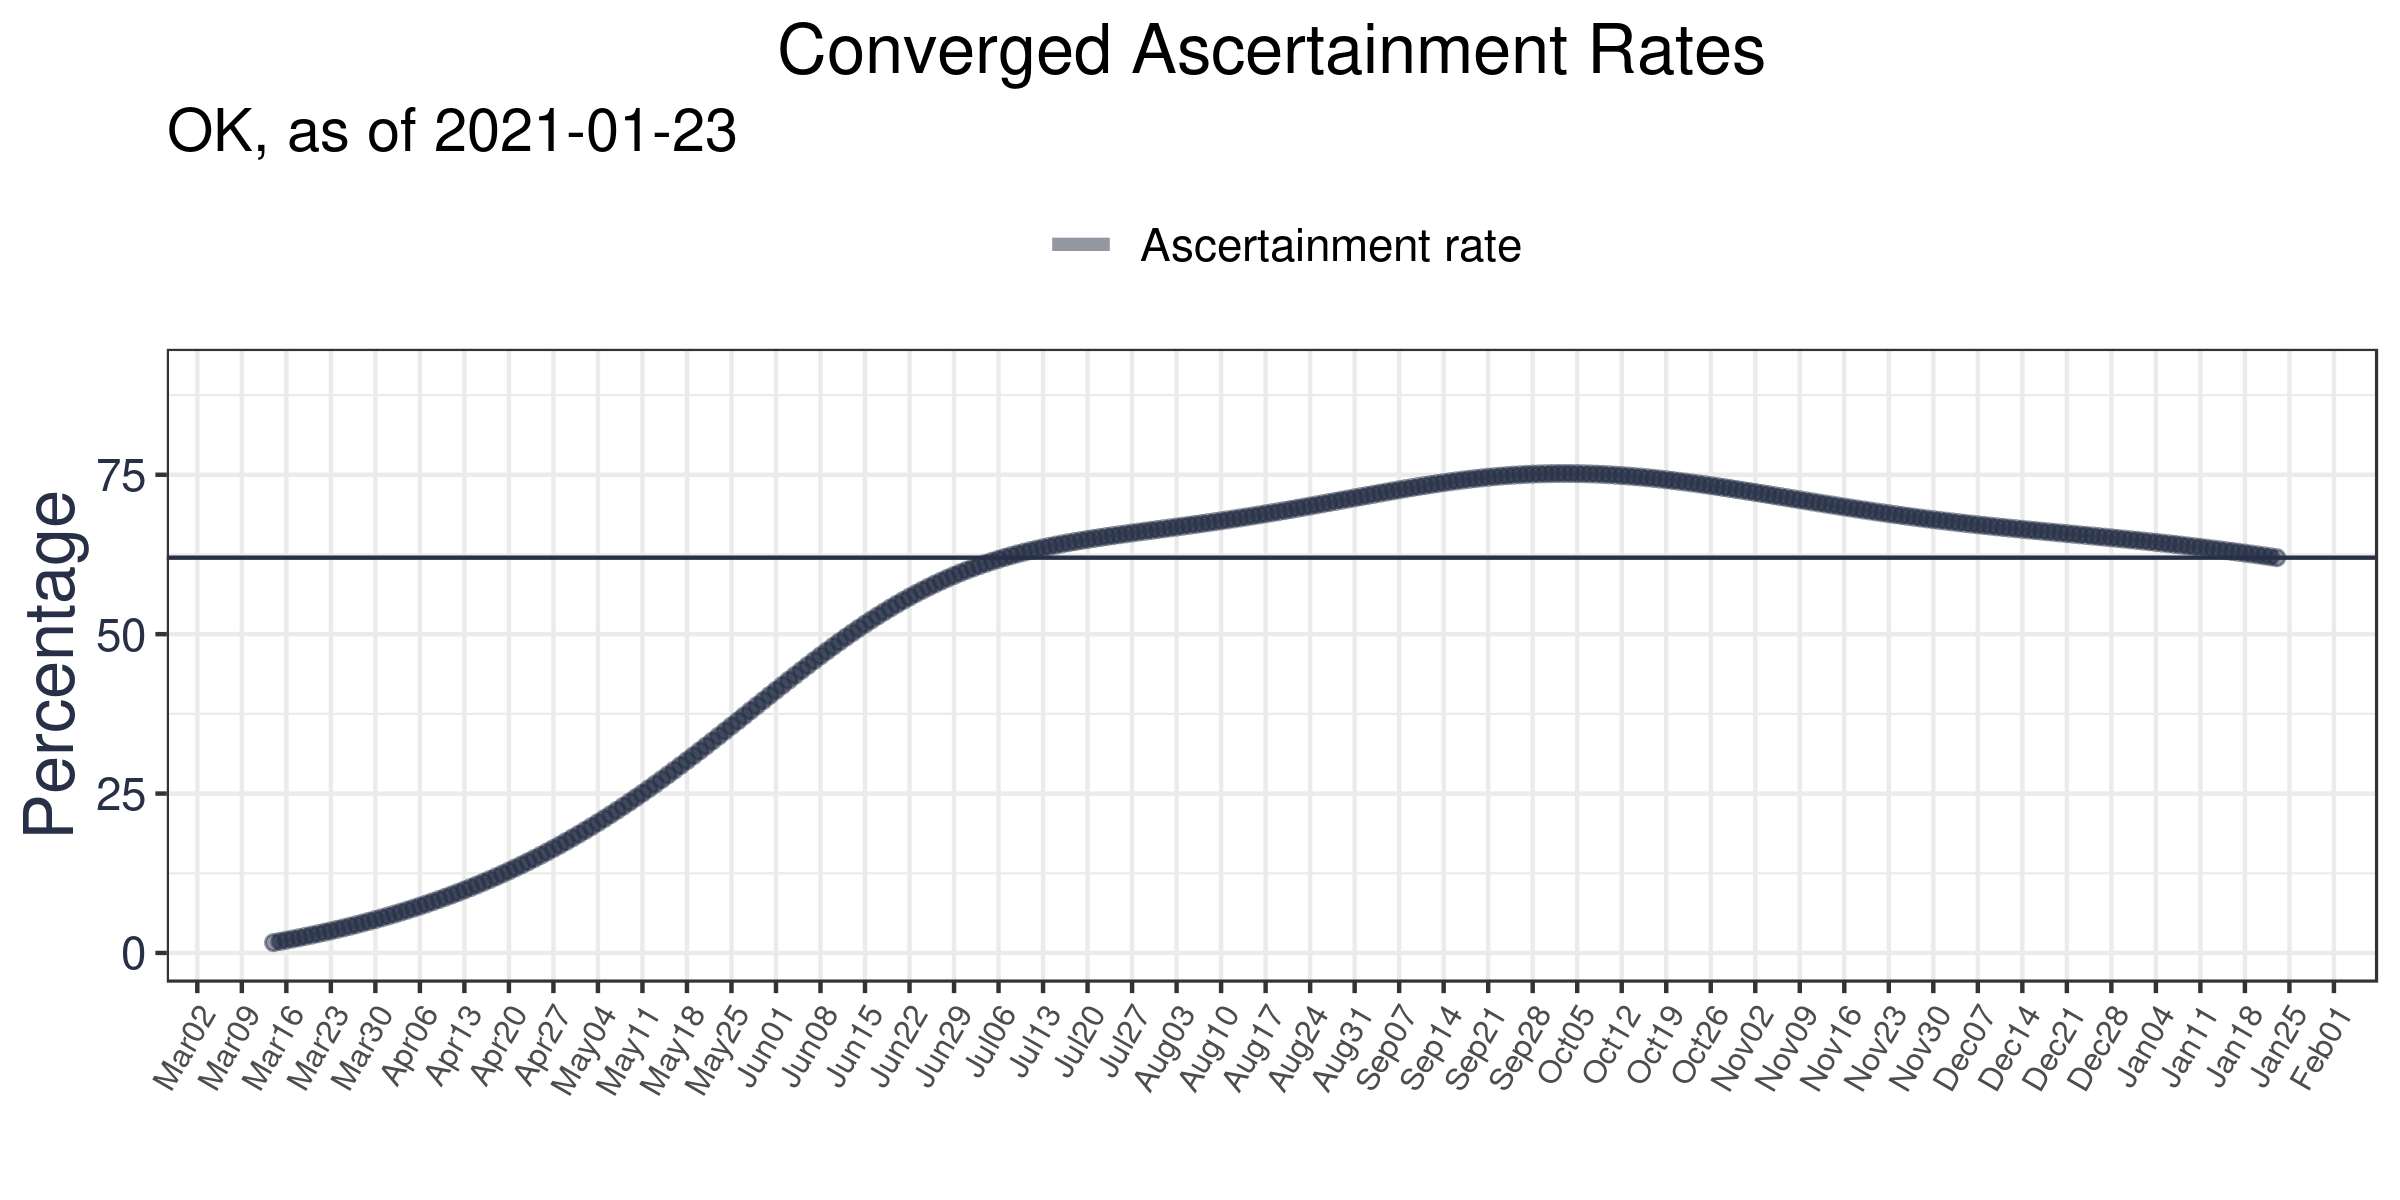 Converged Ascertainment Rates
OK, as of 2021-01-23
Ascertainment rate
Percentage
75
50
25
0
Mar02
Mar09
Mar16
Mar23
Mar30
Apr06
Apr13
Apr20
Apr27
May04
May11
May18
May25
Jun01
Jun08
Jun15
Jun22
Jun29
Jul06
Jul13
Jul20
Jul27
Aug03
Aug10
Aug17
Aug24
Aug31
Sep07
Sep14
Sep21
Sep28
Oct05
Oct12
Oct19
Oct26
Nov02
Nov09
Nov16
Nov23
Nov30
Dec07
Dec14
Dec21
Dec28
Jan04
Jan11
Jan18
Jan25
Feb01